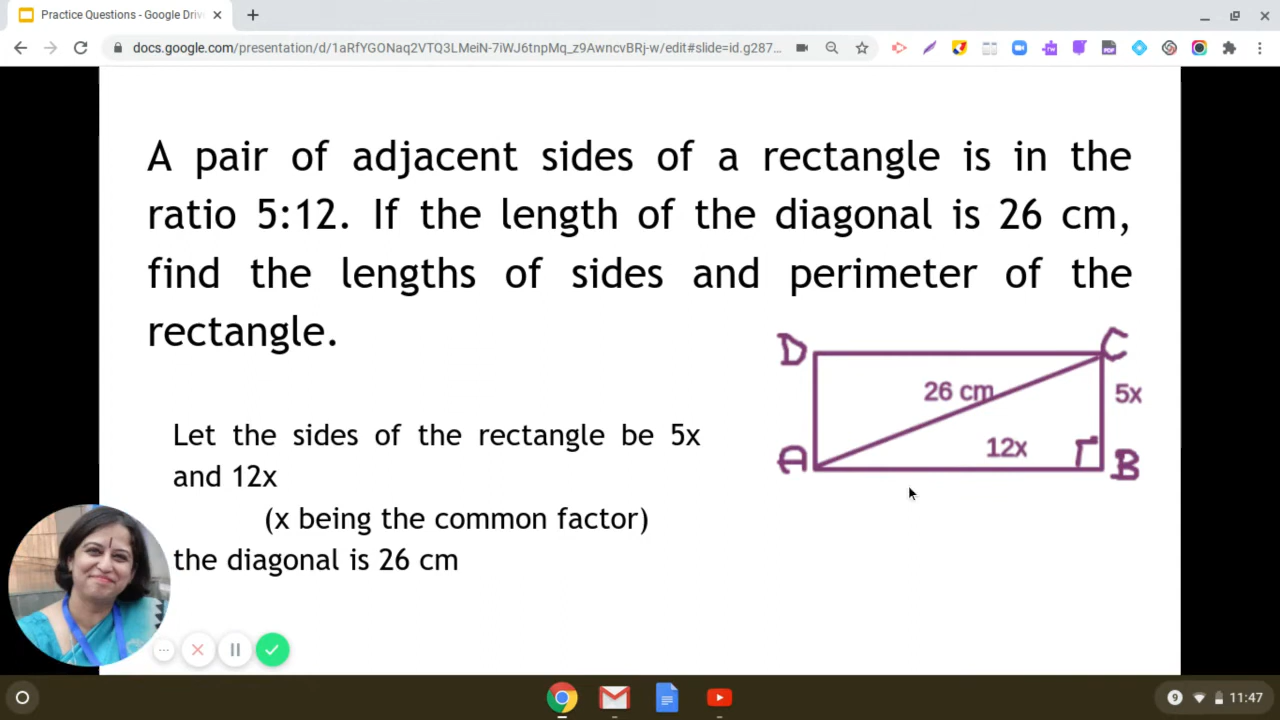 Practice Questions - Google Driv
docs.google.com/presentation/d/1aRfYGONaq2VTQ3LMeiN-7iWJ6tnpMq_z9AwncvBRj-w/edit#slide=id.g287...
A pair of adjacent sides of a rectangle is in the
ratio 5:12. If the length of the diagonal is 26 cm,
find the lengths of sides and perimeter of the
rectangle.
D
C
26 cm
5x
12x
A
B
Let the sides of the rectangle be 5x
and 12x
(x being the common factor)
the diagonal is 26 cm
9
11:47